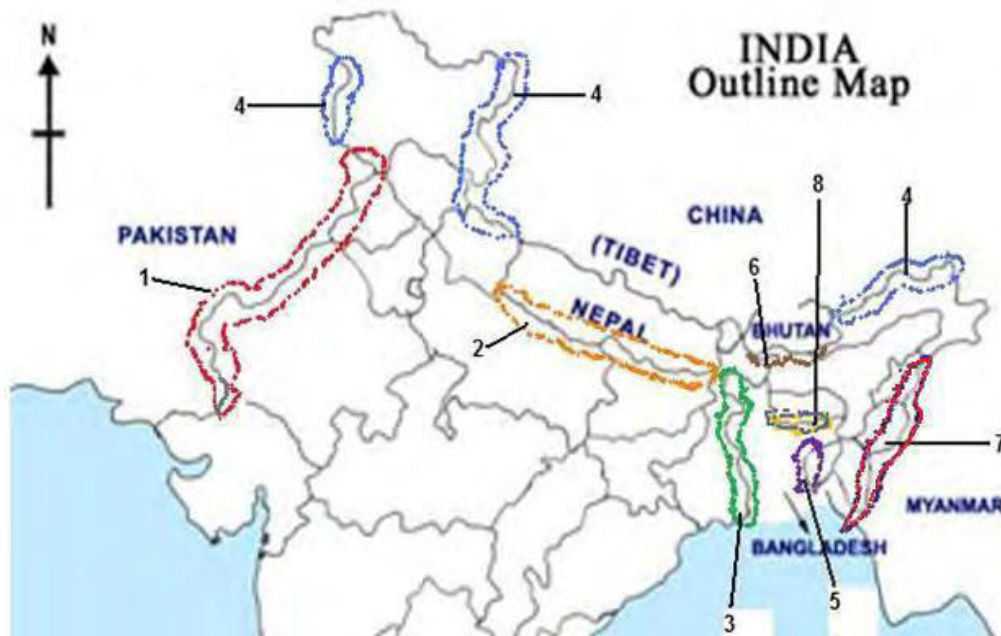 N
INDIA
Outline Map
4
4
8
CHINA
4
PAKISTAN
(TIBET)
1
6
NEPAL
BHUTAN
2
7
MYANMAR
BANGLADESH
5
3